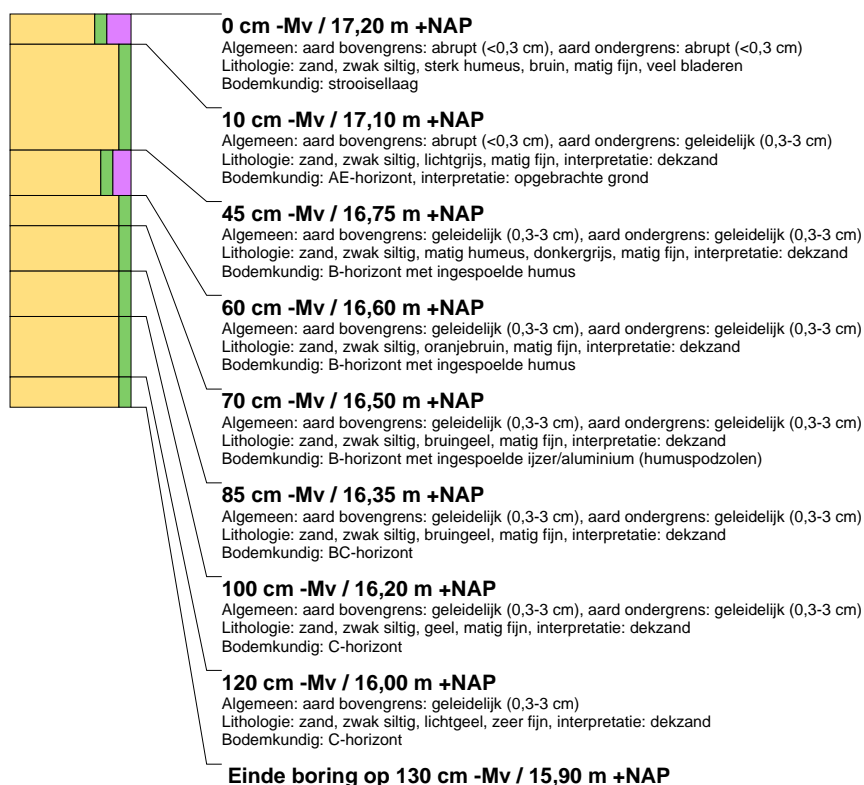 0 cm -Mv / 17,20 m +NAP
Algemeen: aard bovengrens: abrupt (<0,3 cm), aard ondergrens: abrupt (<0,3 cm)
Lithologie: zand, zwak siltig, sterk humeus, bruin, matig fijn, veel bladeren
Bodemkundig: strooisellaag
10 cm -Mv / 17,10 m +NAP
Algemeen: aard bovengrens: abrupt (<0,3 cm), aard ondergrens: geleidelijk (0,3-3 cm)
Lithologie: zand, zwak siltig, lichtgrijs, matig fijn, interpretatie: dekzand
Bodemkundig: AE-horizont, interpretatie: opgebrachte grond
45 cm -Mv / 16,75 m +NAP
Algemeen: aard bovengrens: geleidelijk (0,3-3 cm), aard ondergrens: geleidelijk (0,3-3 cm)
Lithologie: zand, zwak siltig, matig humeus, donkergrijs, matig fijn, interpretatie: dekzand
Bodemkundig: B-horizont met ingespoelde humus
60 cm -Mv / 16,60 m +NAP
Algemeen: aard bovengrens: geleidelijk (0,3-3 cm), aard ondergrens: geleidelijk (0,3-3 cm)
Lithologie: zand, zwak siltig, oranjebruin, matig fijn, interpretatie: dekzand
Bodemkundig: B-horizont met ingespoelde humus
70 cm -Mv / 16,50 m +NAP
Algemeen: aard bovengrens: geleidelijk (0,3-3 cm), aard ondergrens: geleidelijk (0,3-3 cm)
Lithologie: zand, zwak siltig, bruingeel, matig fijn, interpretatie: dekzand
Bodemkundig: B-horizont met ingespoelde ijzer/aluminium (humuspodzolen)
85 cm -Mv / 16,35 m +NAP
Algemeen: aard bovengrens: geleidelijk (0,3-3 cm), aard ondergrens: geleidelijk (0,3-3 cm)
Lithologie: zand, zwak siltig, bruingeel, matig fijn, interpretatie: dekzand
Bodemkundig: BC-horizont
100 cm -Mv / 16,20 m +NAP
Algemeen: aard bovengrens: geleidelijk (0,3-3 cm), aard ondergrens: geleidelijk (0,3-3 cm)
Lithologie: zand, zwak siltig, geel, matig fijn, interpretatie: dekzand
Bodemkundig: C-horizont
120 cm -Mv / 16,00 m +NAP
Algemeen: aard bovengrens: geleidelijk (0,3-3 cm)
Lithologie: zand, zwak siltig, lichtgeel, zeer fijn, interpretatie: dekzand
Bodemkundig: C-horizont
Einde boring op 130 cm -Mv / 15,90 m +NAP